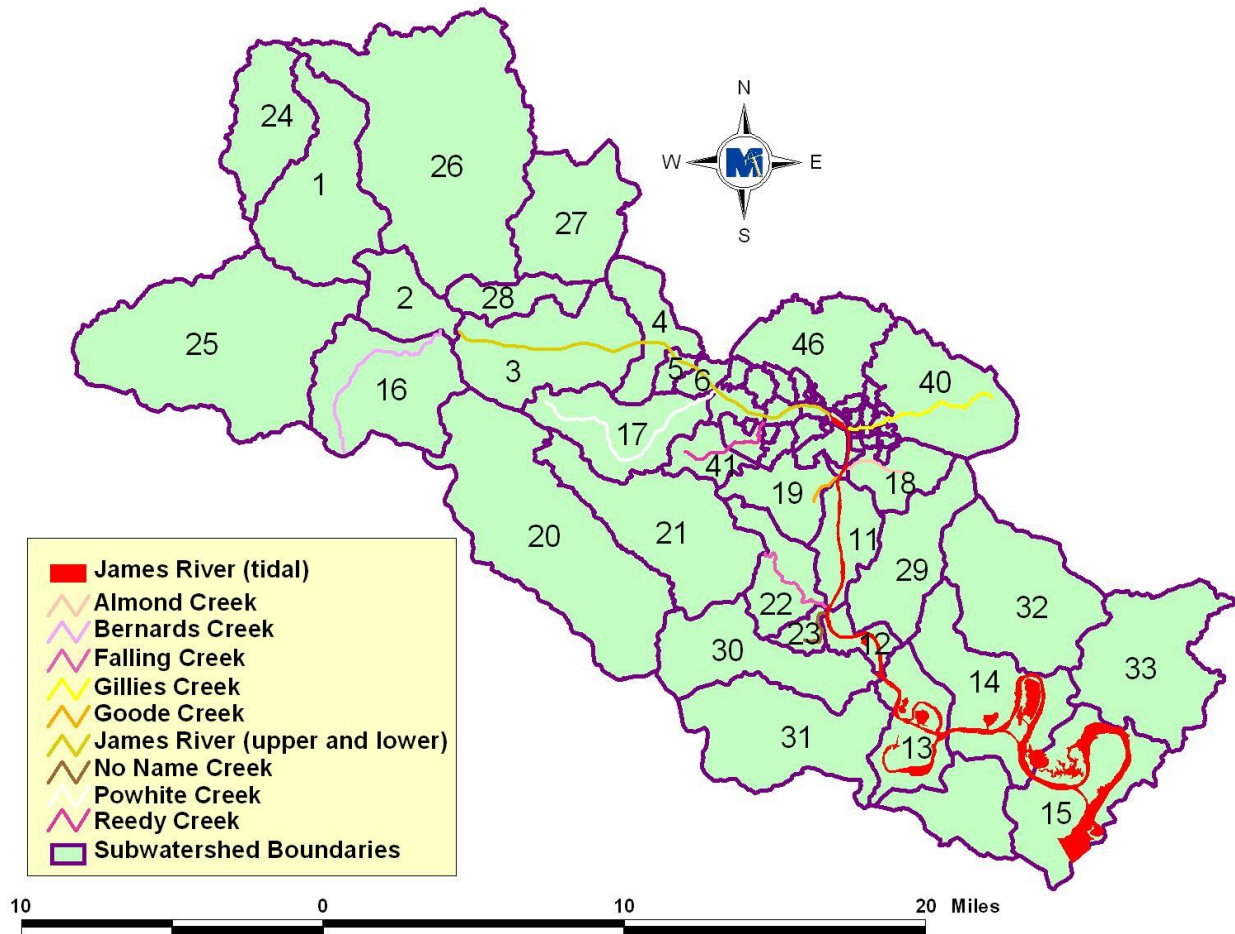 N
W M E
S
24
26
1
27
2
28
4
46
25
3
5
6
40
16
17
41
18
19
20
21
11
29
32
22
23
12
30
33
14
31
13
15
James River (tidal)
Almond Creek
Bernards Creek
Falling Creek
Gillies Creek
Goode Creek
James River (upper and lower)
No Name Creek
Powhite Creek
Reedy Creek
Subwatershed Boundaries
10 0 10 20 Miles